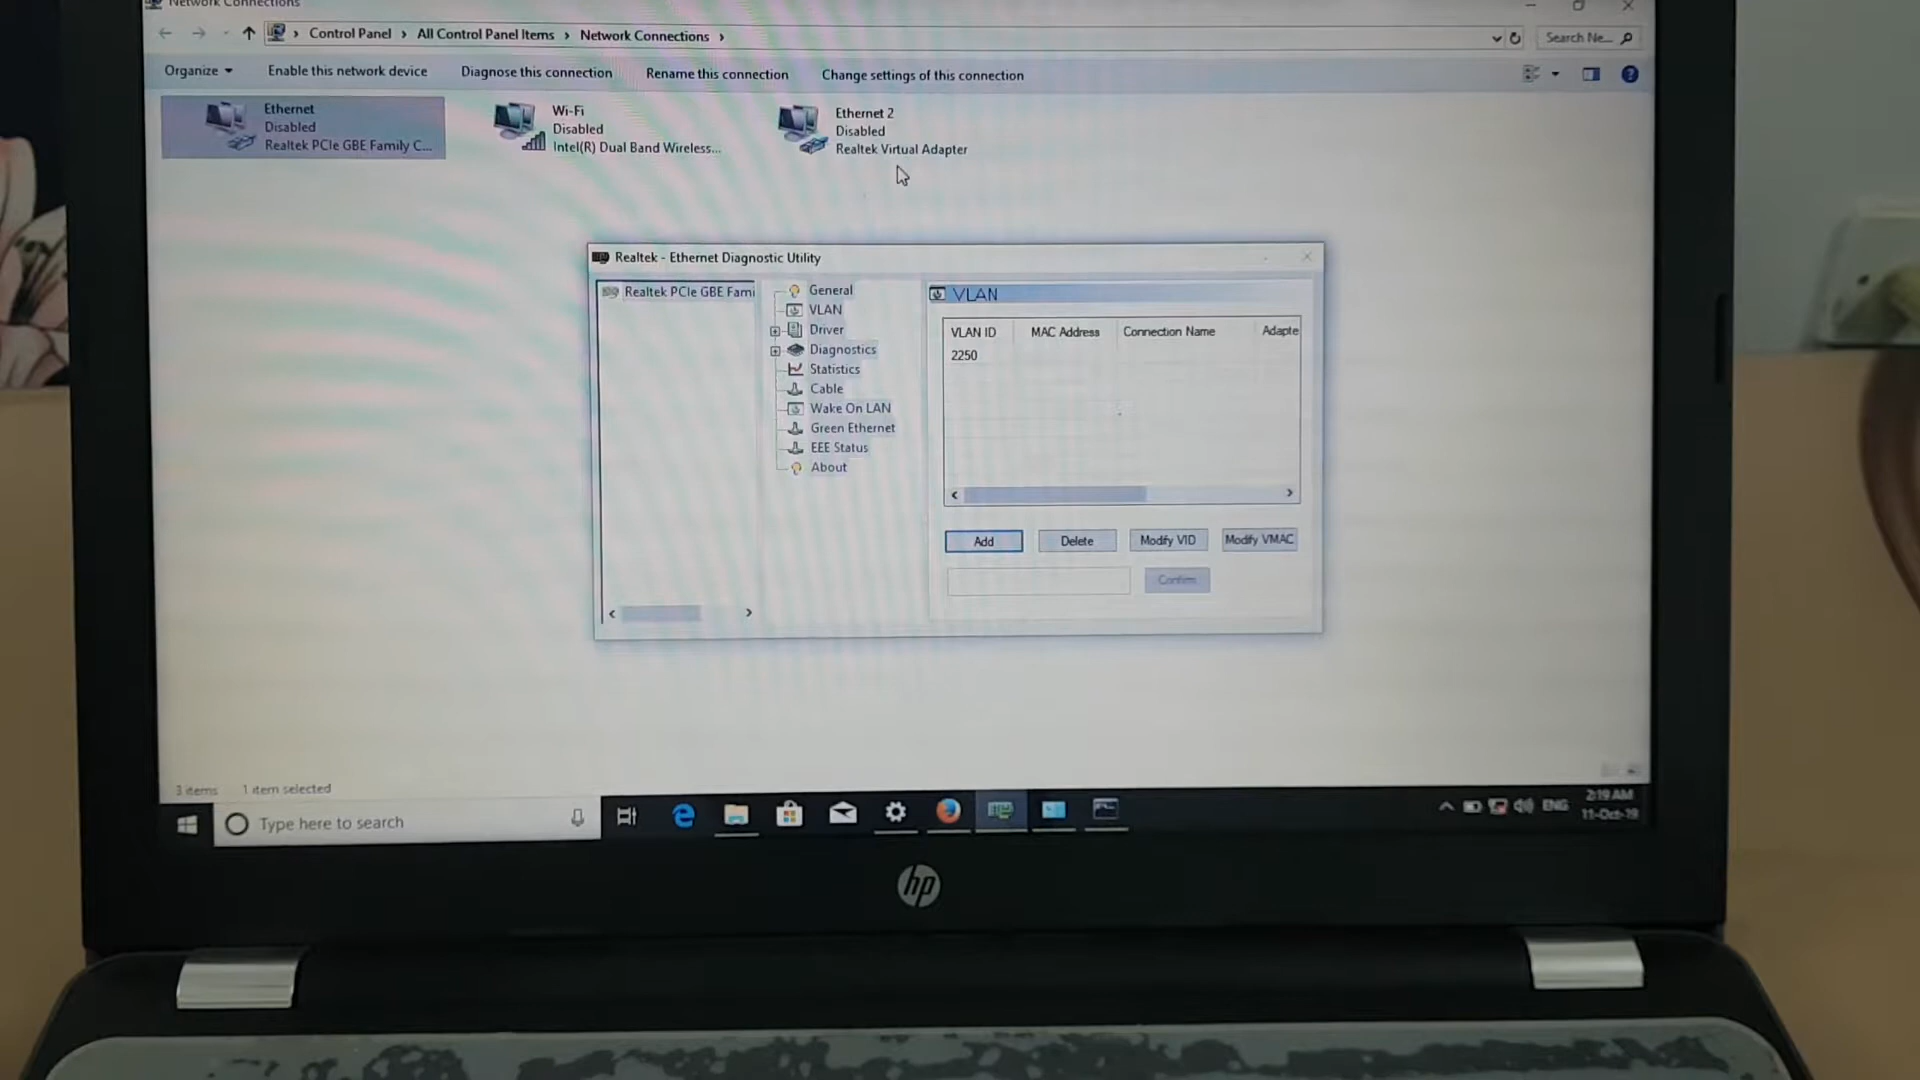 Network Connections
Control Panel > All Control Panel Items > Network Connections >
Search Ne...
Organize
Enable this network device
Diagnose this connection
Rename this connection
Change settings of this connection
Ethernet
Disabled
Realtek PCIe GBE Family C...
Wi-Fi
Disabled
Intel(R) Dual Band Wireless...
Ethernet 2
Disabled
Realtek Virtual Adapter
Realtek - Ethernet Diagnostic Utility
Realtek PCIe GBE Fami
General
VLAN
Driver
Diagnostics
Statistics
Cable
Wake On LAN
Green Ethernet
EEE Status
About
VLAN
VLAN ID
MAC Address
Connection Name
Adapte
2250
Add
Delete
Modify VID
Modify VMAC
Confirm
3 items
1 item selected
Type here to search
ENG
2:19 AM
11-Oct-19
hp